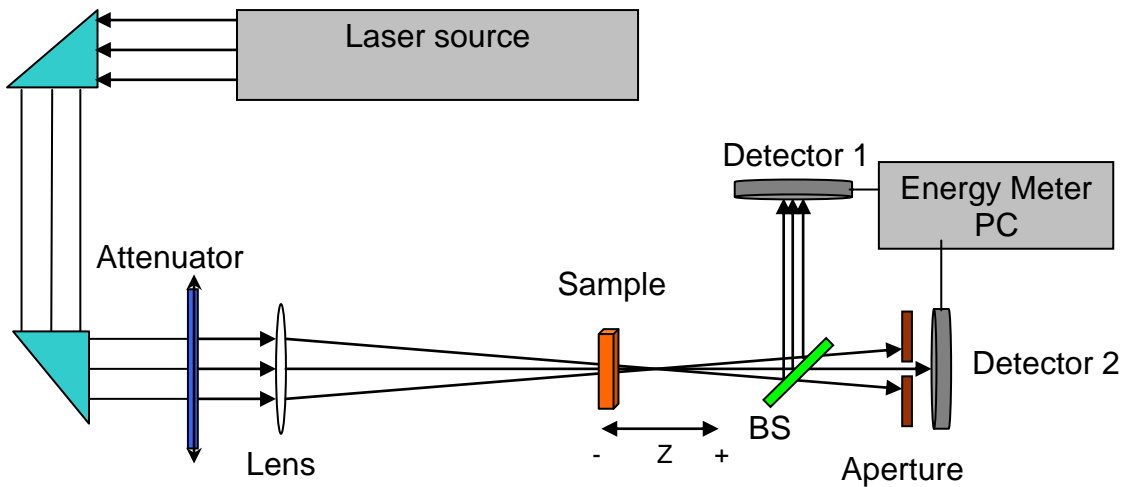 Laser source
Detector 1
Energy Meter
PC
Attenuator
Sample
Detector 2
BS
- Z +
Lens
Aperture